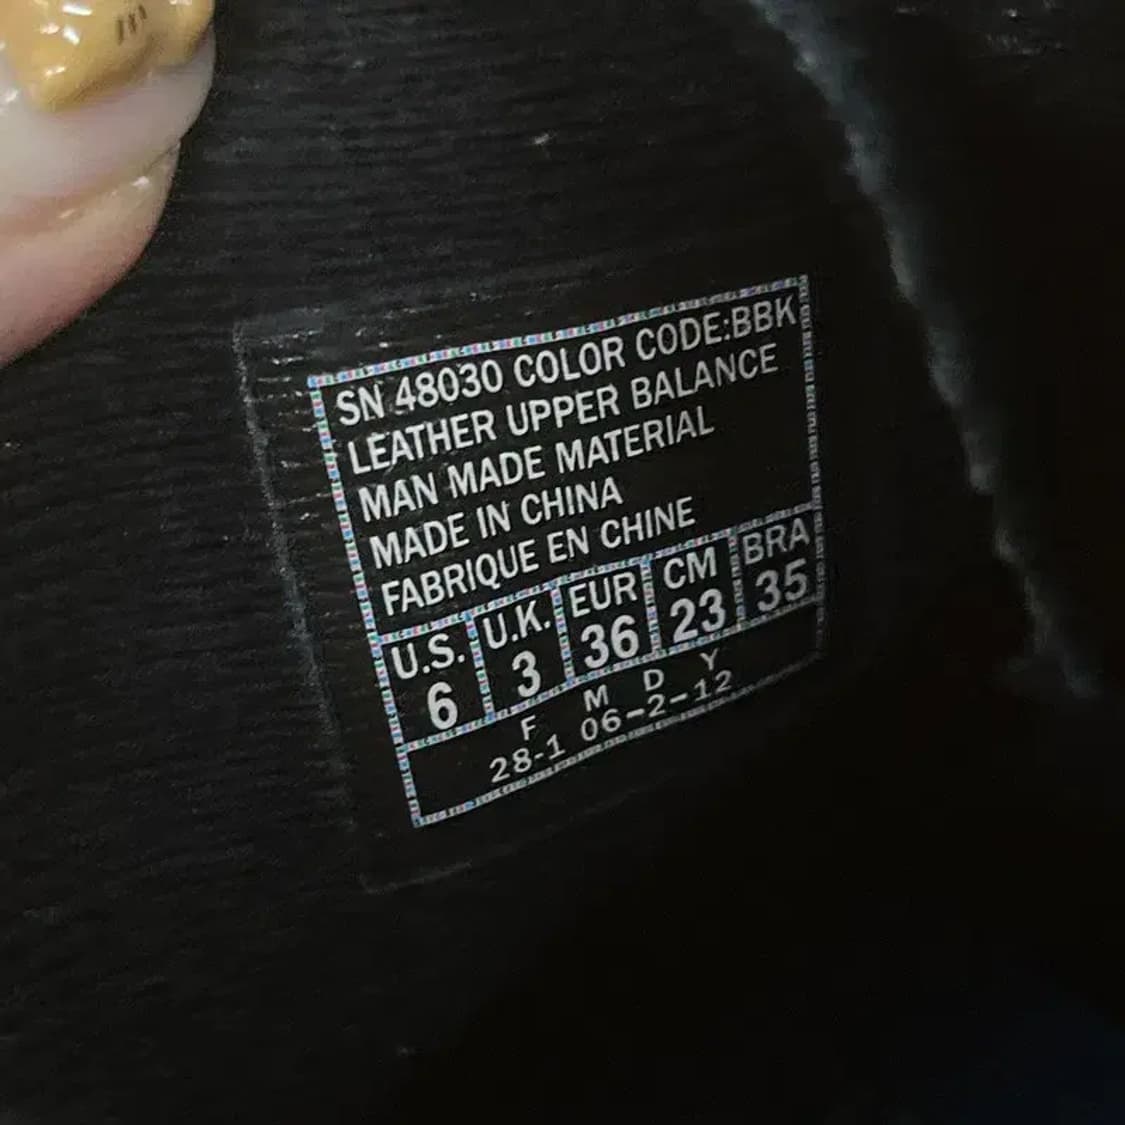 SN 48030 COLOR CODE:BBK
LEATHER UPPER BALANCE
MAN MADE MATERIAL
MADE IN CHINA
FABRIQUE EN CHINE
U.S. U.K. EUR CM BRA
6 3 36 23 35
F M D Y
28-1 06-2-12